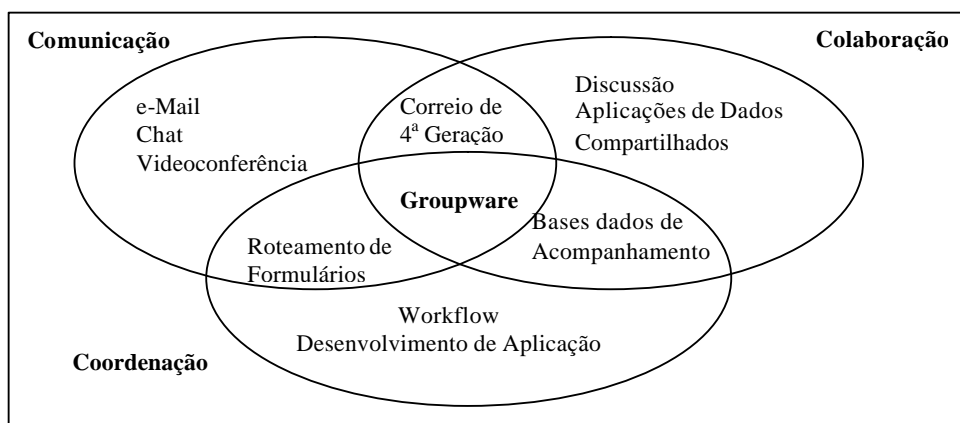 Comunicação
Colaboração
e-Mail
Chat
Videoconferência
Correio de
4ª Geração
Discussão
Aplicações de Dados
Compartilhados
Groupware
Roteamento de
Formulários
Bases dados de
Acompanhamento
Workflow
Desenvolvimento de Aplicação
Coordenação